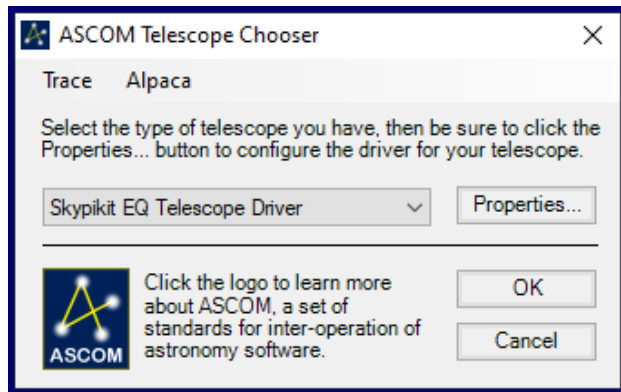 ASCOM Telescope Chooser
Trace Alpaca
Select the type of telescope you have, then be sure to click the
Properties... button to configure the driver for your telescope.
Skypikit EQ Telescope Driver
Properties...
Click the logo to learn more
about ASCOM, a set of
standards for inter-operation of
astronomy software.
ASCOM
OK
Cancel